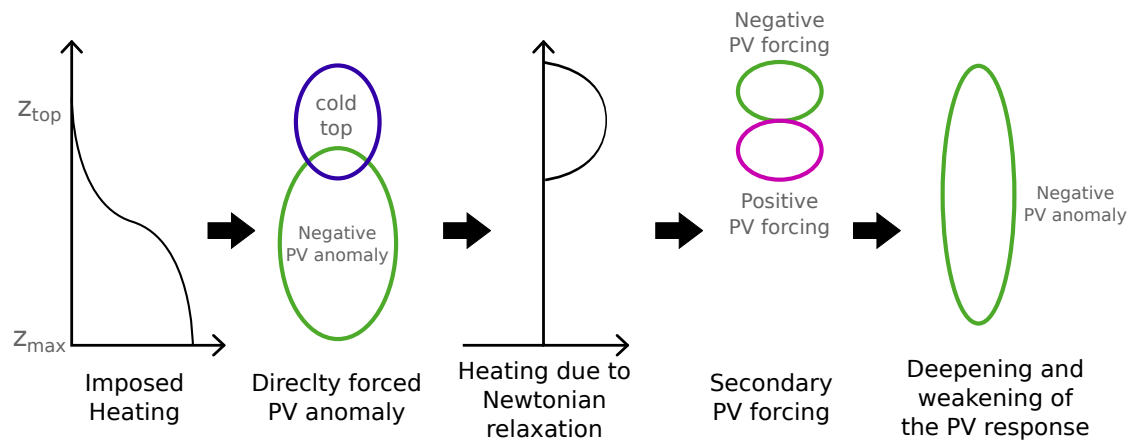 Z_top
Z_max
Imposed
Heating
cold
top
Negative
PV anomaly
Direclty forced
PV anomaly
Heating due to
Newtonian
relaxation
Negative
PV forcing
Positive
PV forcing
Secondary
PV forcing
Negative
PV anomaly
Deepening and
weakening of
the PV response